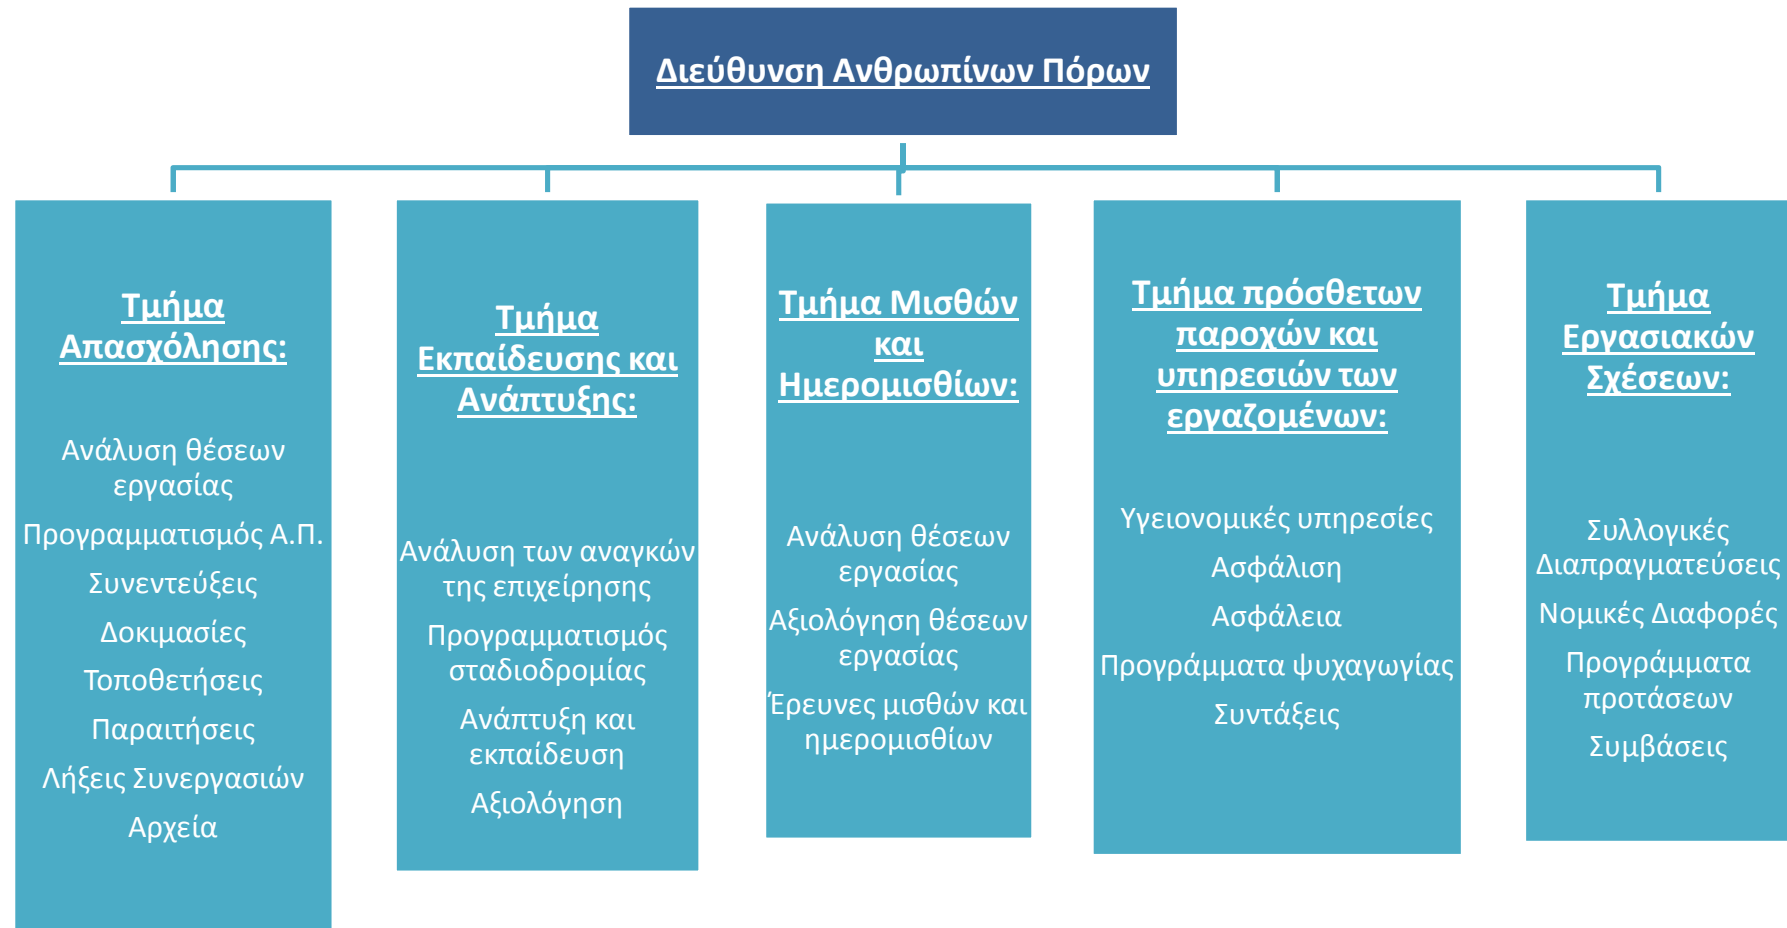 Διεύθυνση Ανθρωπίνων Πόρων
Τμήμα
Απασχόλησης:
Ανάλυση θέσεων
εργασίας
Προγραμματισμός Α.Π.
Συνεντεύξεις
Δοκιμασίες
Τοποθετήσεις
Παραιτήσεις
Λήξεις Συνεργασιών
Αρχεία
Τμήμα
Εκπαίδευσης και
Ανάπτυξης:
Ανάλυση των αναγκών
της επιχείρησης
Προγραμματισμός
σταδιοδρομίας
Ανάπτυξη και
εκπαίδευση
Αξιολόγηση
Τμήμα Μισθών
και
Ημερομισθίων:
Ανάλυση θέσεων
εργασίας
Αξιολόγηση θέσεων
εργασίας
Έρευνες μισθών και
ημερομισθίων
Τμήμα πρόσθετων
παροχών και
υπηρεσιών των
εργαζομένων:
Υγειονομικές υπηρεσίες
Ασφάλιση
Ασφάλεια
Προγράμματα ψυχαγωγίας
Συντάξεις
Τμήμα
Εργασιακών
Σχέσεων:
Συλλογικές
Διαπραγματεύσεις
Νομικές Διαφορές
Προγράμματα
προτάσεων
Συμβάσεις